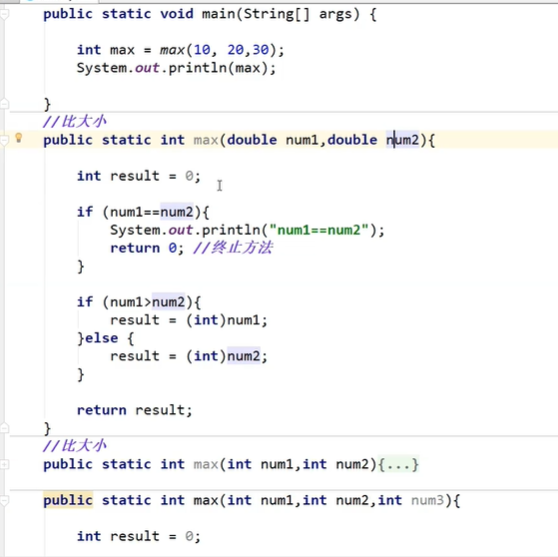 public static void main(String[] args) {
int max = max(10, 20,30);
System.out.println(max);
}
//比大小
public static int max(double num1,double num2){
int result = 0;
if (num1==num2){
System.out.println("num1==num2");
return 0; //终止方法
}
if (num1>num2){
result = (int)num1;
}else {
result = (int)num2;
}
return result;
}
//比大小
public static int max(int num1,int num2){...}
public static int max(int num1,int num2,int num3){
int result = 0;